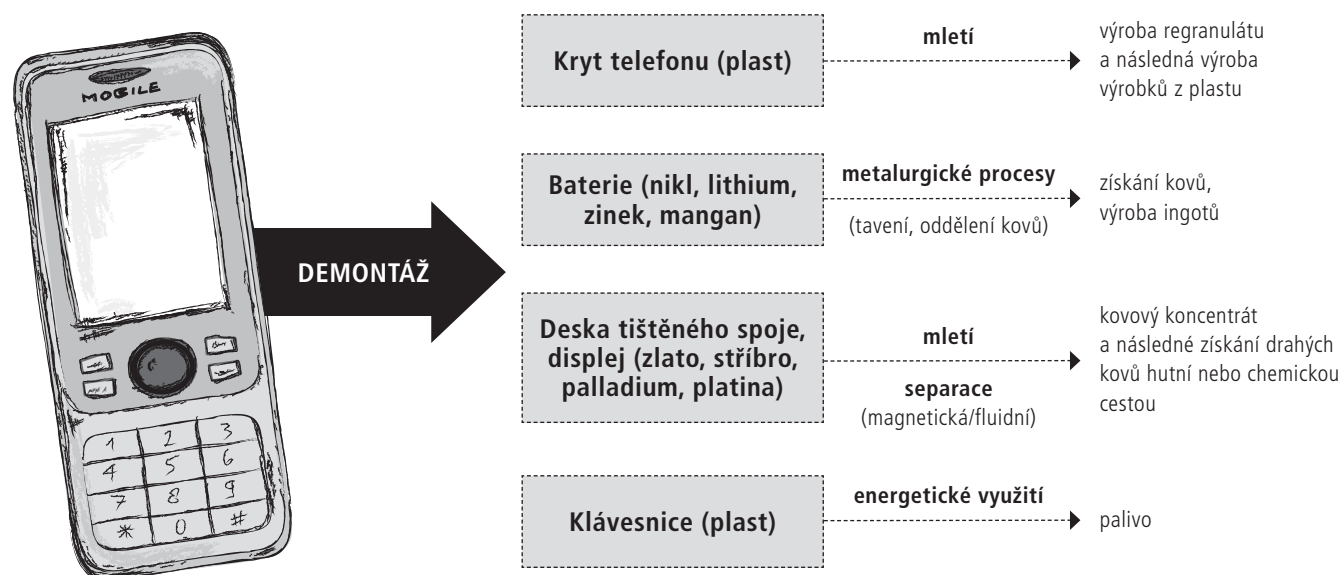 MOBILE
1 2 3
4 5 6
7 8 9
* 0 #
DEMONTÁŽ
Kryt telefonu (plast)
mletí
výroba regranulátu
a následná výroba
výrobků z plastu
Baterie (nikl, lithium,
zinek, mangan)
metalurgické procesy
(tavení, oddělení kovů)
získání kovů,
výroba ingotů
Deska tištěného spoje,
displej (zlato, stříbro,
palladium, platina)
mletí
separace
(magnetická/fluidní)
kovový koncentrát
a následné získání drahých
kovů hutní nebo chemickou
cestou
Klávesnice (plast)
energetické využití
palivo